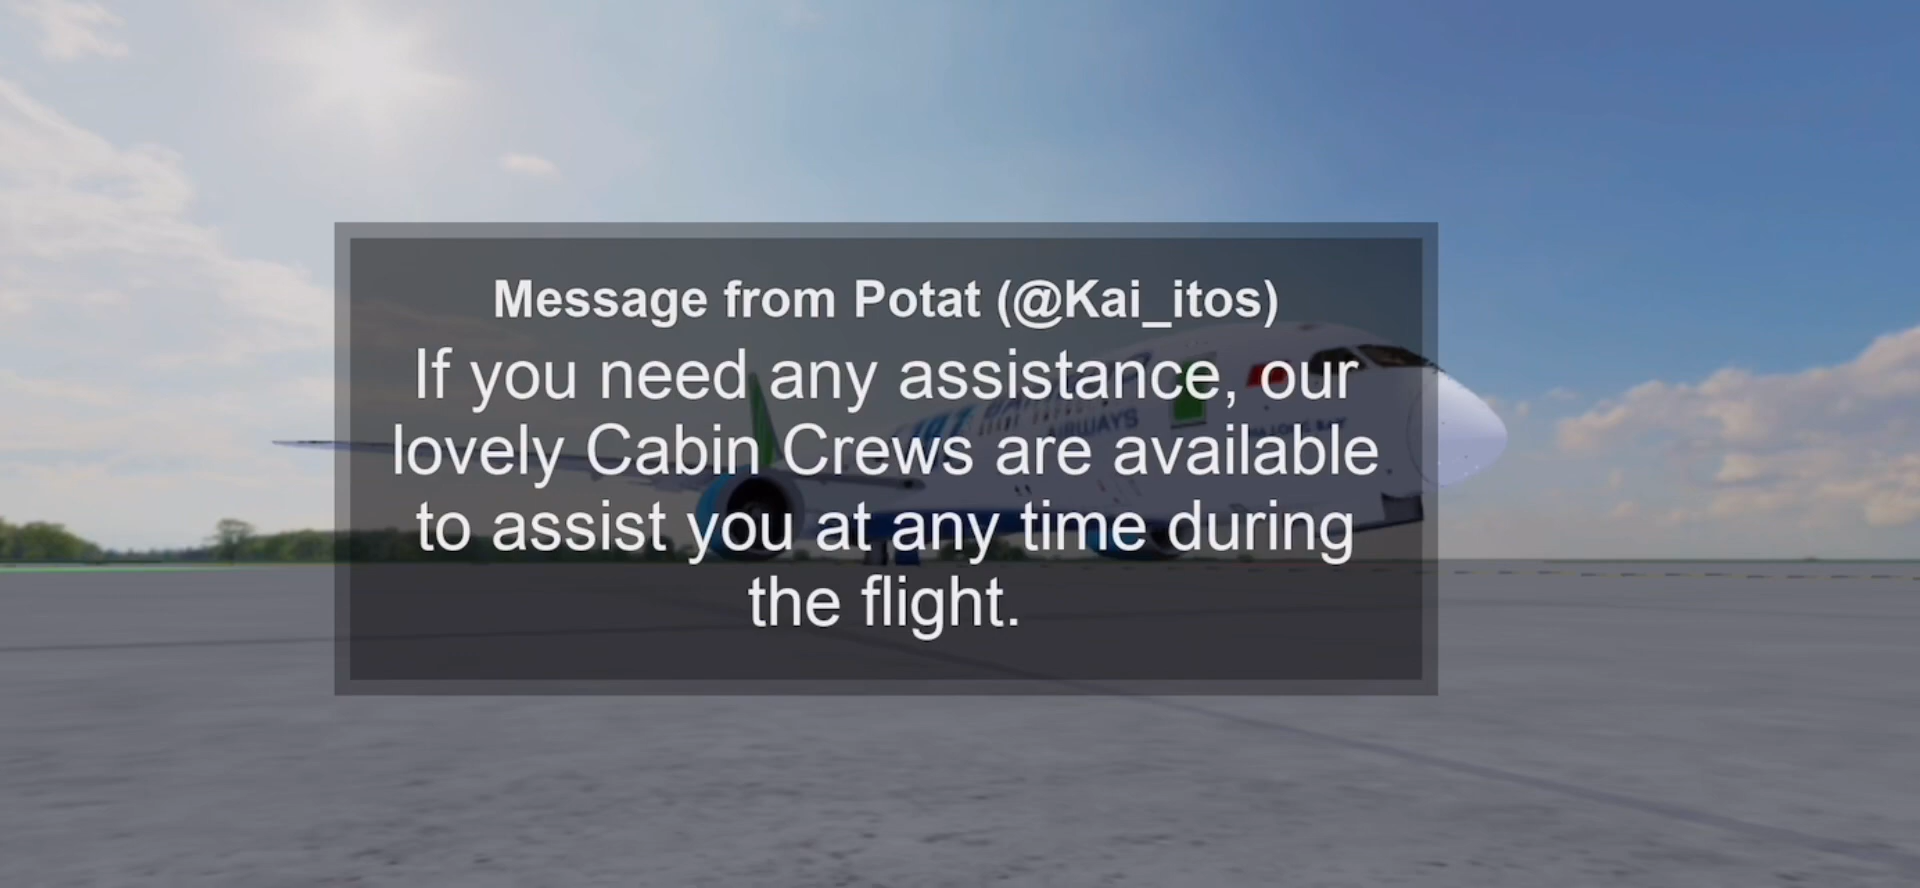 Message from Potat (@Kai_itos)
If you need any assistance, our
lovely Cabin Crews are available
to assist you at any time during
the flight.
AIRWAYS